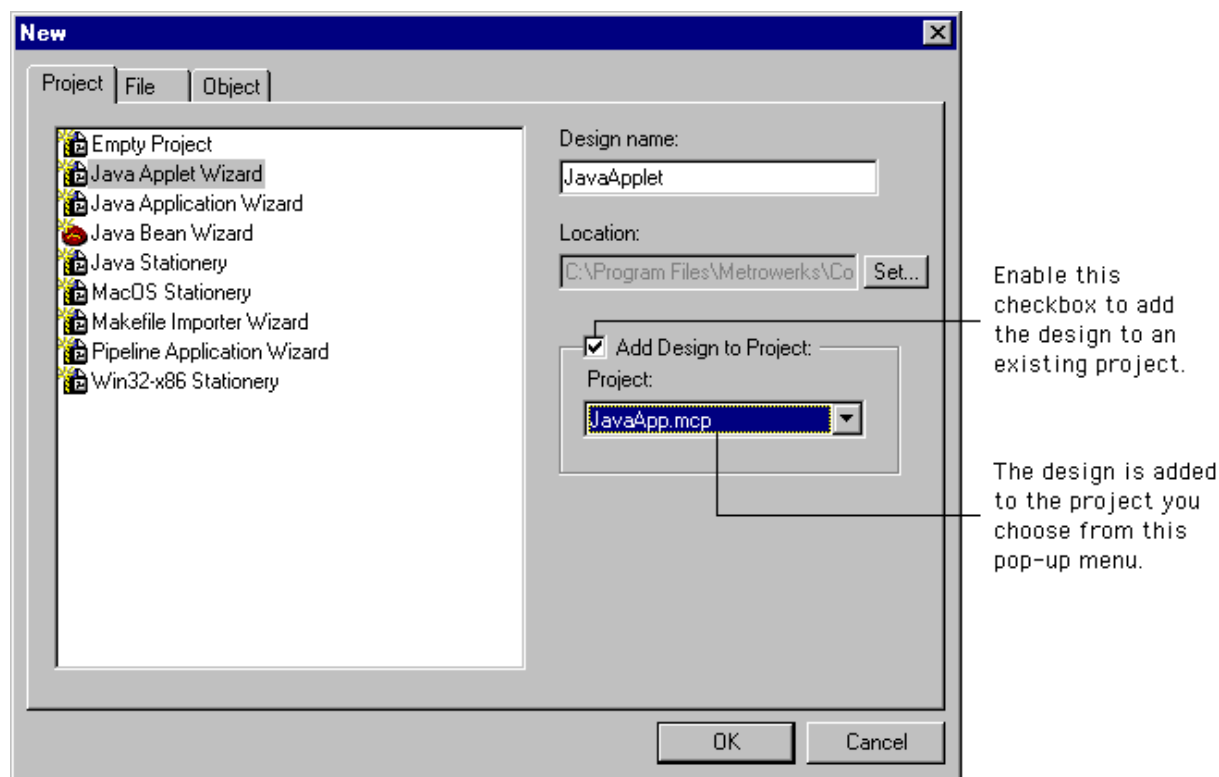 New
Project File Object
Empty Project
Java Applet Wizard
Java Application Wizard
Java Bean Wizard
Java Stationery
MacOS Stationery
Makefile Importer Wizard
Pipeline Application Wizard
Win32-x86 Stationery
Design name:
JavaApplet
Location:
C:\Program Files\Metrowerks\Co Set...
Add Design to Project:
Project:
JavaApp.mcp
OK Cancel
Enable this
checkbox to add
the design to an
existing project.
The design is added
to the project you
choose from this
pop-up menu.